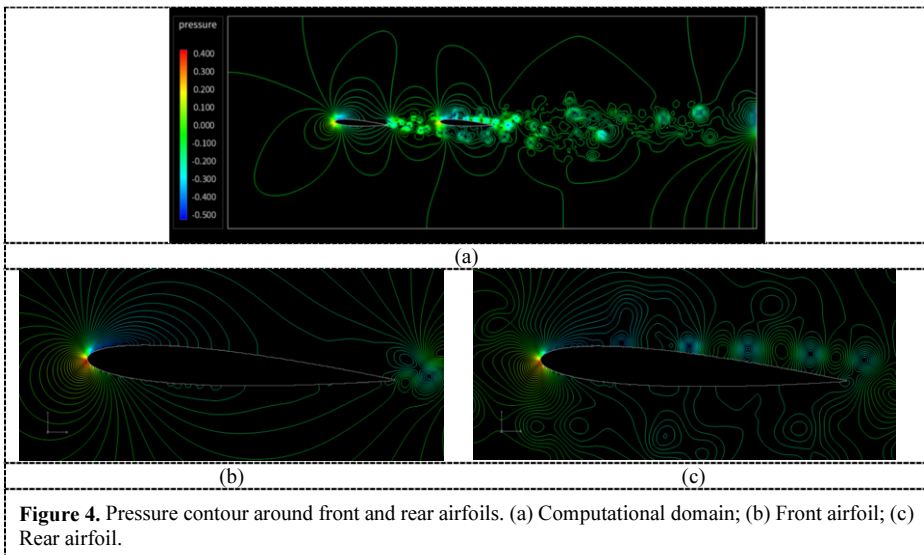 pressure
0.400
0.300
0.200
0.100
0.000
-0.100
-0.200
-0.300
-0.400
-0.500
(a)
(b)
(c)
Figure 4. Pressure contour around front and rear airfoils. (a) Computational domain; (b) Front airfoil; (c)
Rear airfoil.